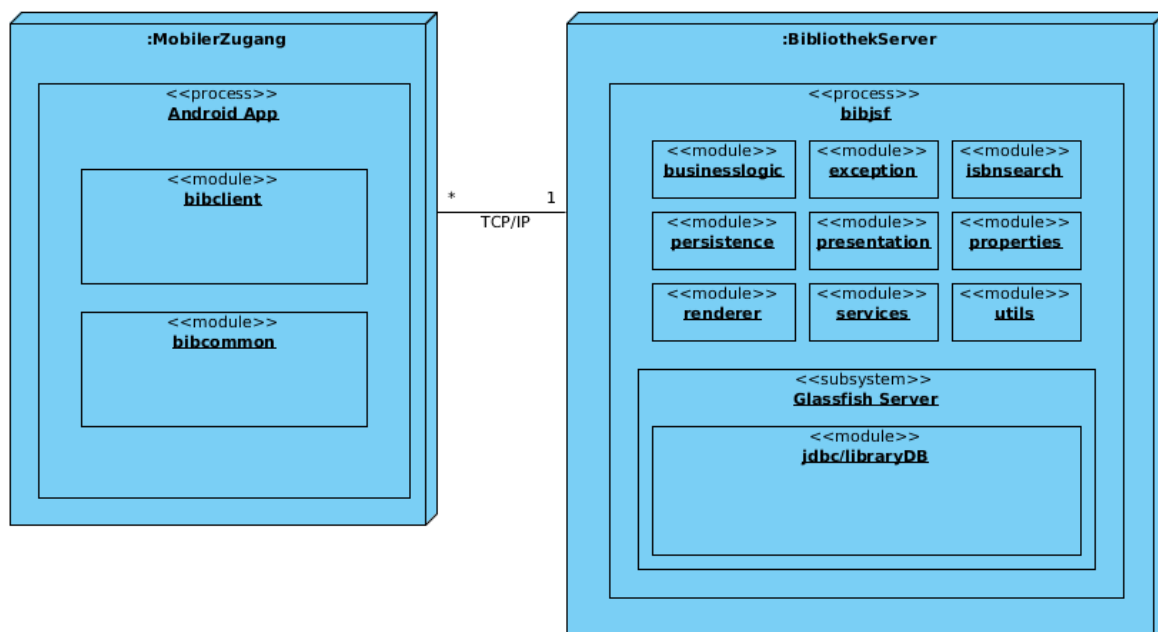 :MobilerZugang
<<process>>
Android App
<<module>>
bibclient
<<module>>
bibcommon
*
1
TCP/IP
:BibliothekServer
<<process>>
bibjsf
<<module>> <<module>> <<module>>
businesslogic exception isbnsearch
<<module>> <<module>> <<module>>
persistence presentation properties
<<module>> <<module>> <<module>>
renderer services utils
<<subsystem>>
Glassfish Server
<<module>>
jdbc/libraryDB